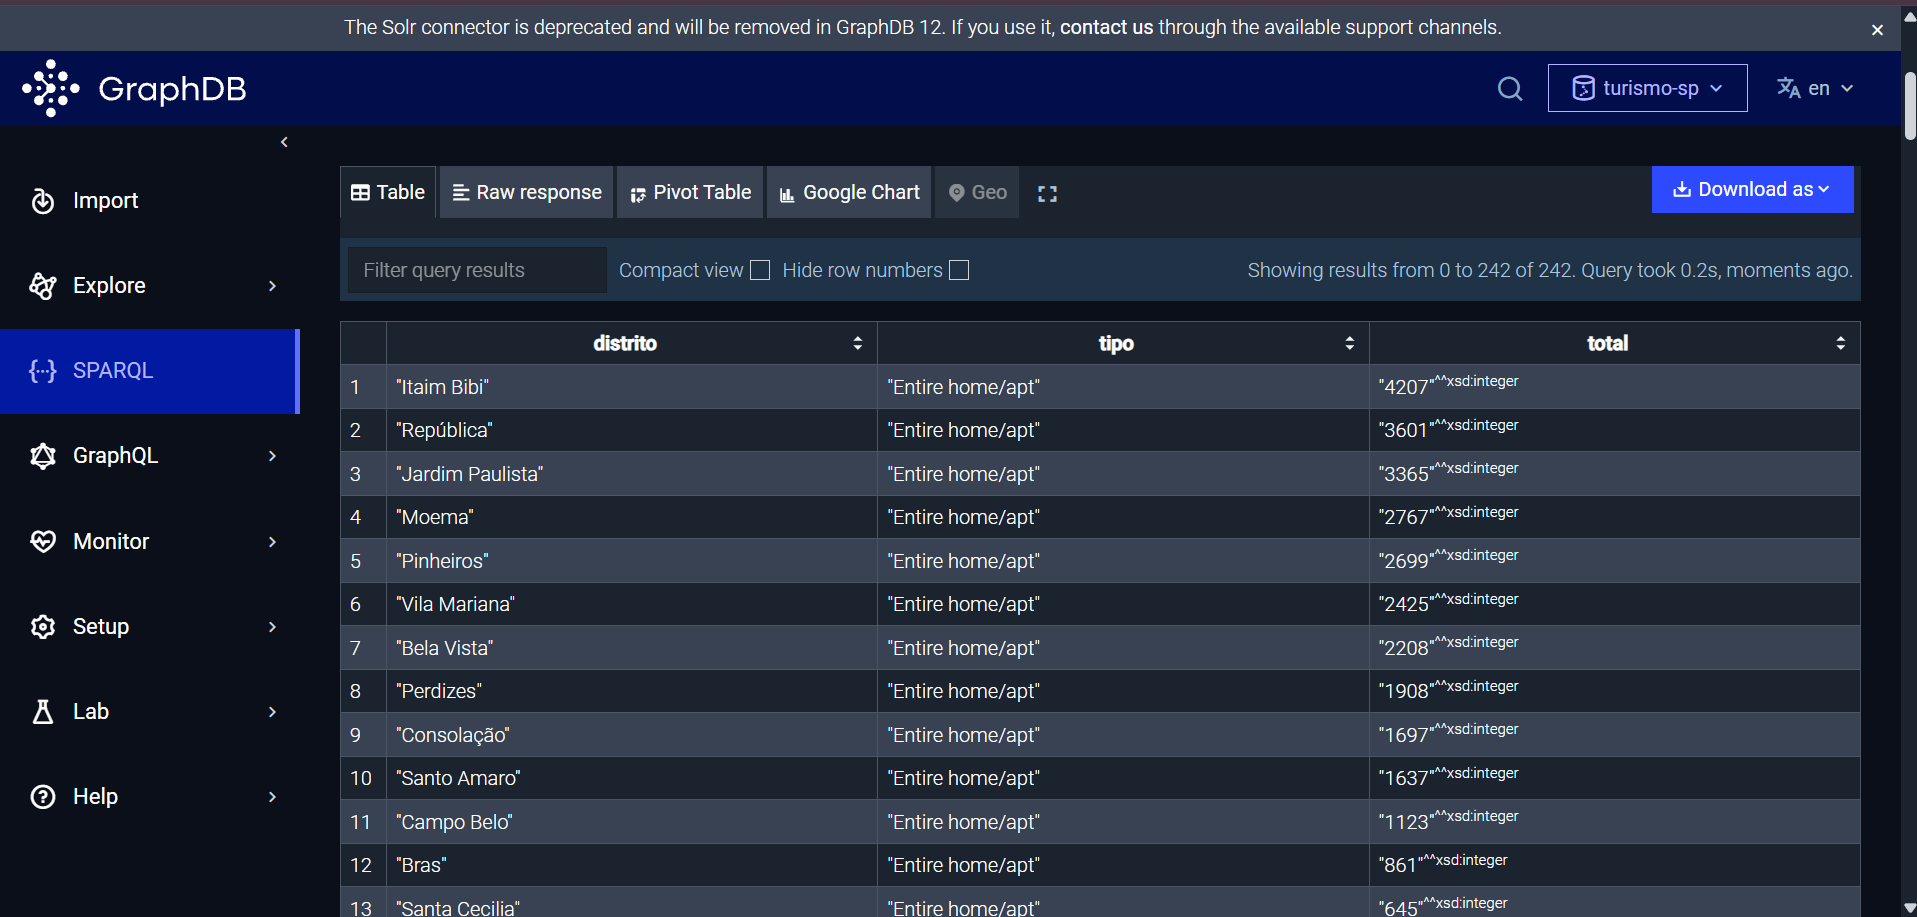 The Solr connector is deprecated and will be removed in GraphDB 12. If you use it, contact us through the available support channels.
GraphDB
turismo-sp
en
Import
Explore
SPARQL
GraphQL
Monitor
Setup
Lab
Help
Table Raw response Pivot Table Google Chart Geo Download as
Filter query results Compact view Hide row numbers Showing results from 0 to 242 of 242. Query took 0.2s, moments ago.
distrito tipo total
1 "Itaim Bibi" "Entire home/apt" "4207"^^xsd:integer
2 "República" "Entire home/apt" "3601"^^xsd:integer
3 "Jardim Paulista" "Entire home/apt" "3365"^^xsd:integer
4 "Moema" "Entire home/apt" "2767"^^xsd:integer
5 "Pinheiros" "Entire home/apt" "2699"^^xsd:integer
6 "Vila Mariana" "Entire home/apt" "2425"^^xsd:integer
7 "Bela Vista" "Entire home/apt" "2208"^^xsd:integer
8 "Perdizes" "Entire home/apt" "1908"^^xsd:integer
9 "Consolação" "Entire home/apt" "1697"^^xsd:integer
10 "Santo Amaro" "Entire home/apt" "1637"^^xsd:integer
11 "Campo Belo" "Entire home/apt" "1123"^^xsd:integer
12 "Bras" "Entire home/apt" "861"^^xsd:integer
13 "Santa Cecilia" "Entire home/apt" "645"^^xsd:integer